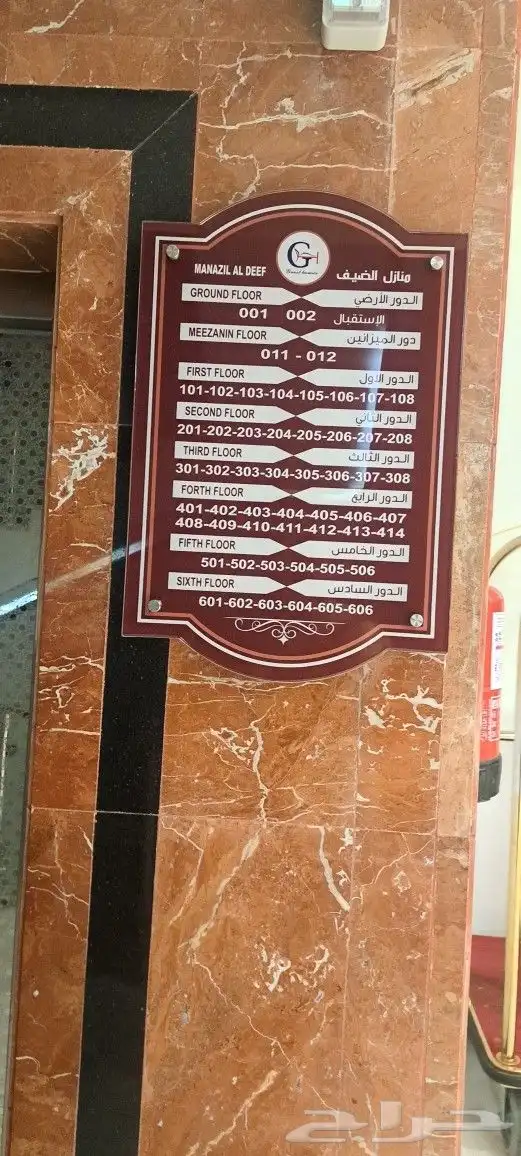 GH
Guest houses
MANAZIL AL DEEF منازل الضيف
GROUND FLOOR الدور الأرضي
001 002 الإستقبال
MEEZANIN FLOOR دور الميزانين
011 - 012
FIRST FLOOR الدور الاول
101-102-103-104-105-106-107-108
SECOND FLOOR الدور الثاني
201-202-203-204-205-206-207-208
THIRD FLOOR الدور الثالث
301-302-303-304-305-306-307-308
FORTH FLOOR الدور الرابع
401-402-403-404-405-406-407
408-409-410-411-412-413-414
FIFTH FLOOR الدور الخامس
501-502-503-504-505-506
SIXTH FLOOR الدور السادس
601-602-603-604-605-606
حراج